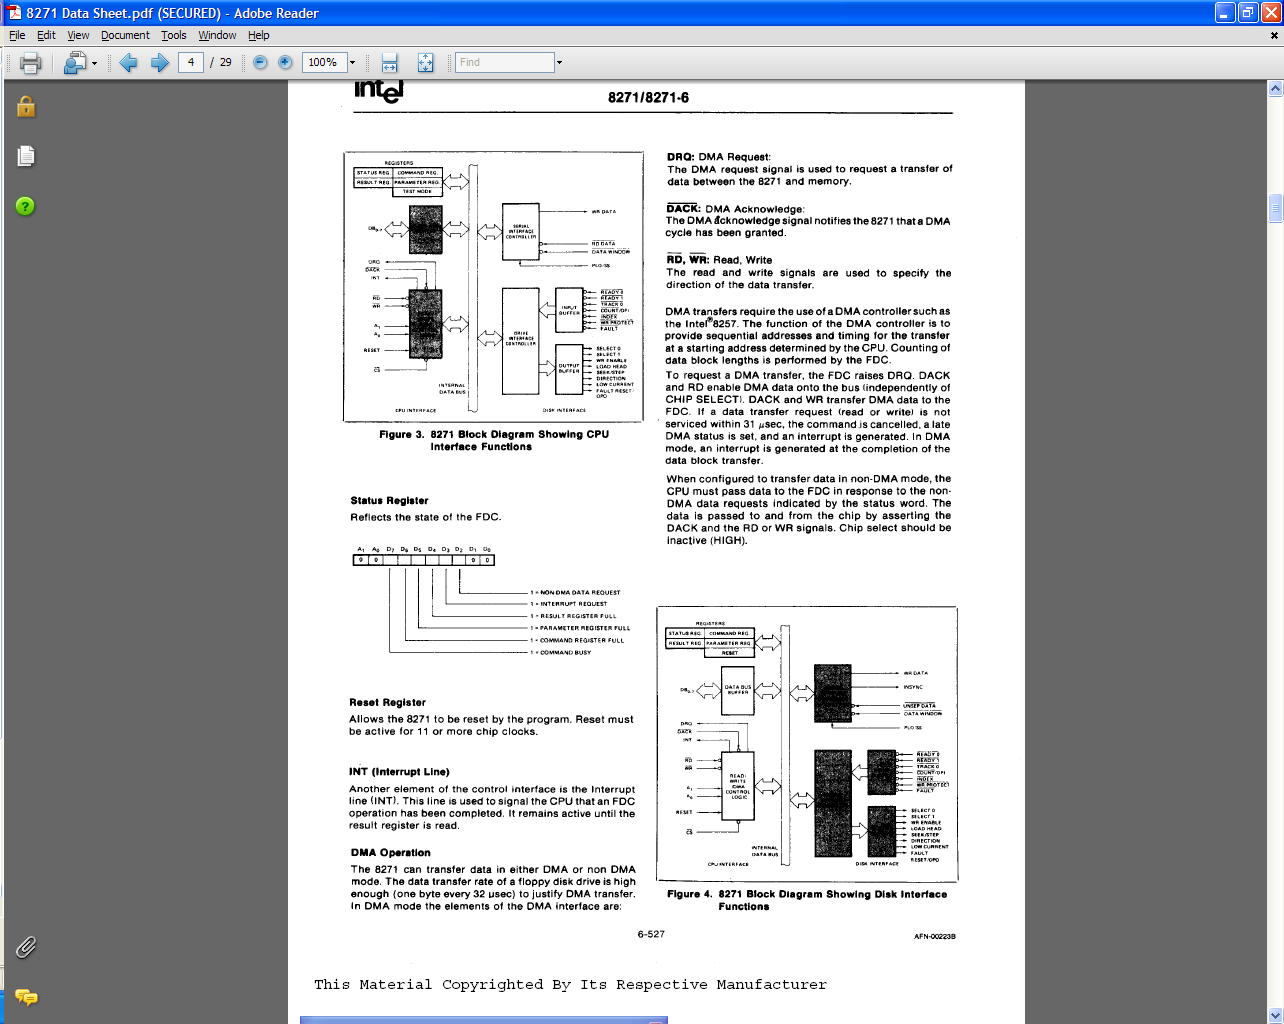 8271 Data Sheet.pdf (SECURED) - Adobe Reader
File Edit View Document Tools Window Help
4 / 29 100% Find
intel
8271/8271-6
REGISTERS
STATUS REG. COMMAND REG.
RESULT REG. PARAMETER REG.
TEST MODE
DB0-7
DRQ
DACK
INT
RD
WR
A1
A0
RESET
CS
SERIAL
INTERFACE
CONTROLLER
WR DATA
RD DATA
DATA WINDOW
PLO/SS
DRIVE
INTERFACE
CONTROLLER
INPUT
BUFFER
READY 0
READY 1
TRACK 0
COUNT/OPI
INDEX
WR PROTECT
FAULT
OUTPUT
BUFFER
SELECT 0
SELECT 1
WR ENABLE
LOAD HEAD
SEEK/STEP
DIRECTION
LOW CURRENT
FAULT RESET/
OPO
INTERNAL
DATA BUS
CPU INTERFACE
DISK INTERFACE
Figure 3. 8271 Block Diagram Showing CPU
Interface Functions
Status Register
Reflects the state of the FDC.
A1 A0 D7 D6 D5 D4 D3 D2 D1 D0
0 0 0 0
1 = NON-DMA DATA REQUEST
1 = INTERRUPT REQUEST
1 = RESULT REGISTER FULL
1 = PARAMETER REGISTER FULL
1 = COMMAND REGISTER FULL
1 = COMMAND BUSY
Reset Register
Allows the 8271 to be reset by the program. Reset must
be active for 11 or more chip clocks.
INT (Interrupt Line)
Another element of the control interface is the Interrupt
line (INT). This line is used to signal the CPU that an FDC
operation has been completed. It remains active until the
result register is read.
DMA Operation
The 8271 can transfer data in either DMA or non DMA
mode. The data transfer rate of a floppy disk drive is high
enough (one byte every 32 µsec) to justify DMA transfer.
In DMA mode the elements of the DMA interface are:
DRQ: DMA Request:
The DMA request signal is used to request a transfer of
data between the 8271 and memory.
DACK: DMA Acknowledge:
The DMA acknowledge signal notifies the 8271 that a DMA
cycle has been granted.
RD, WR: Read, Write
The read and write signals are used to specify the
direction of the data transfer.
DMA transfers require the use of a DMA controller such as
the Intel®8257. The function of the DMA controller is to
provide sequential addresses and timing for the transfer
at a starting address determined by the CPU. Counting of
data block lengths is performed by the FDC.
To request a DMA transfer, the FDC raises DRQ. DACK
and RD enable DMA data onto the bus (independently of
CHIP SELECT). DACK and WR transfer DMA data to the
FDC. If a data transfer request (read or write) is not
serviced within 31 µsec, the command is cancelled, a late
DMA status is set, and an interrupt is generated. In DMA
mode, an interrupt is generated at the completion of the
data block transfer.
When configured to transfer data in non-DMA mode, the
CPU must pass data to the FDC in response to the non-
DMA data requests indicated by the status word. The
data is passed to and from the chip by asserting the
DACK and the RD or WR signals. Chip select should be
inactive (HIGH).
REGISTERS
STATUS REG. COMMAND REG.
RESULT REG. PARAMETER REG.
RESET
DB0-7
DATA BUS
BUFFER
DRQ
DACK
INT
RD
WR
A1
A0
RESET
CS
READ/
WRITE
/DMA
CONTROL
LOGIC
WR DATA
INSYNC
UNSEP DATA
DATA WINDOW
PLO/SS
READY 0
READY 1
TRACK 0
COUNT/OPI
INDEX
WR PROTECT
FAULT
SELECT 0
SELECT 1
WR ENABLE
LOAD HEAD
SEEK/STEP
DIRECTION
LOW CURRENT
FAULT
RESET/OPO
INTERNAL
DATA BUS
CPU INTERFACE
DISK INTERFACE
Figure 4. 8271 Block Diagram Showing Disk Interface
Functions
6-527
AFN-00223B
This Material Copyrighted By Its Respective Manufacturer